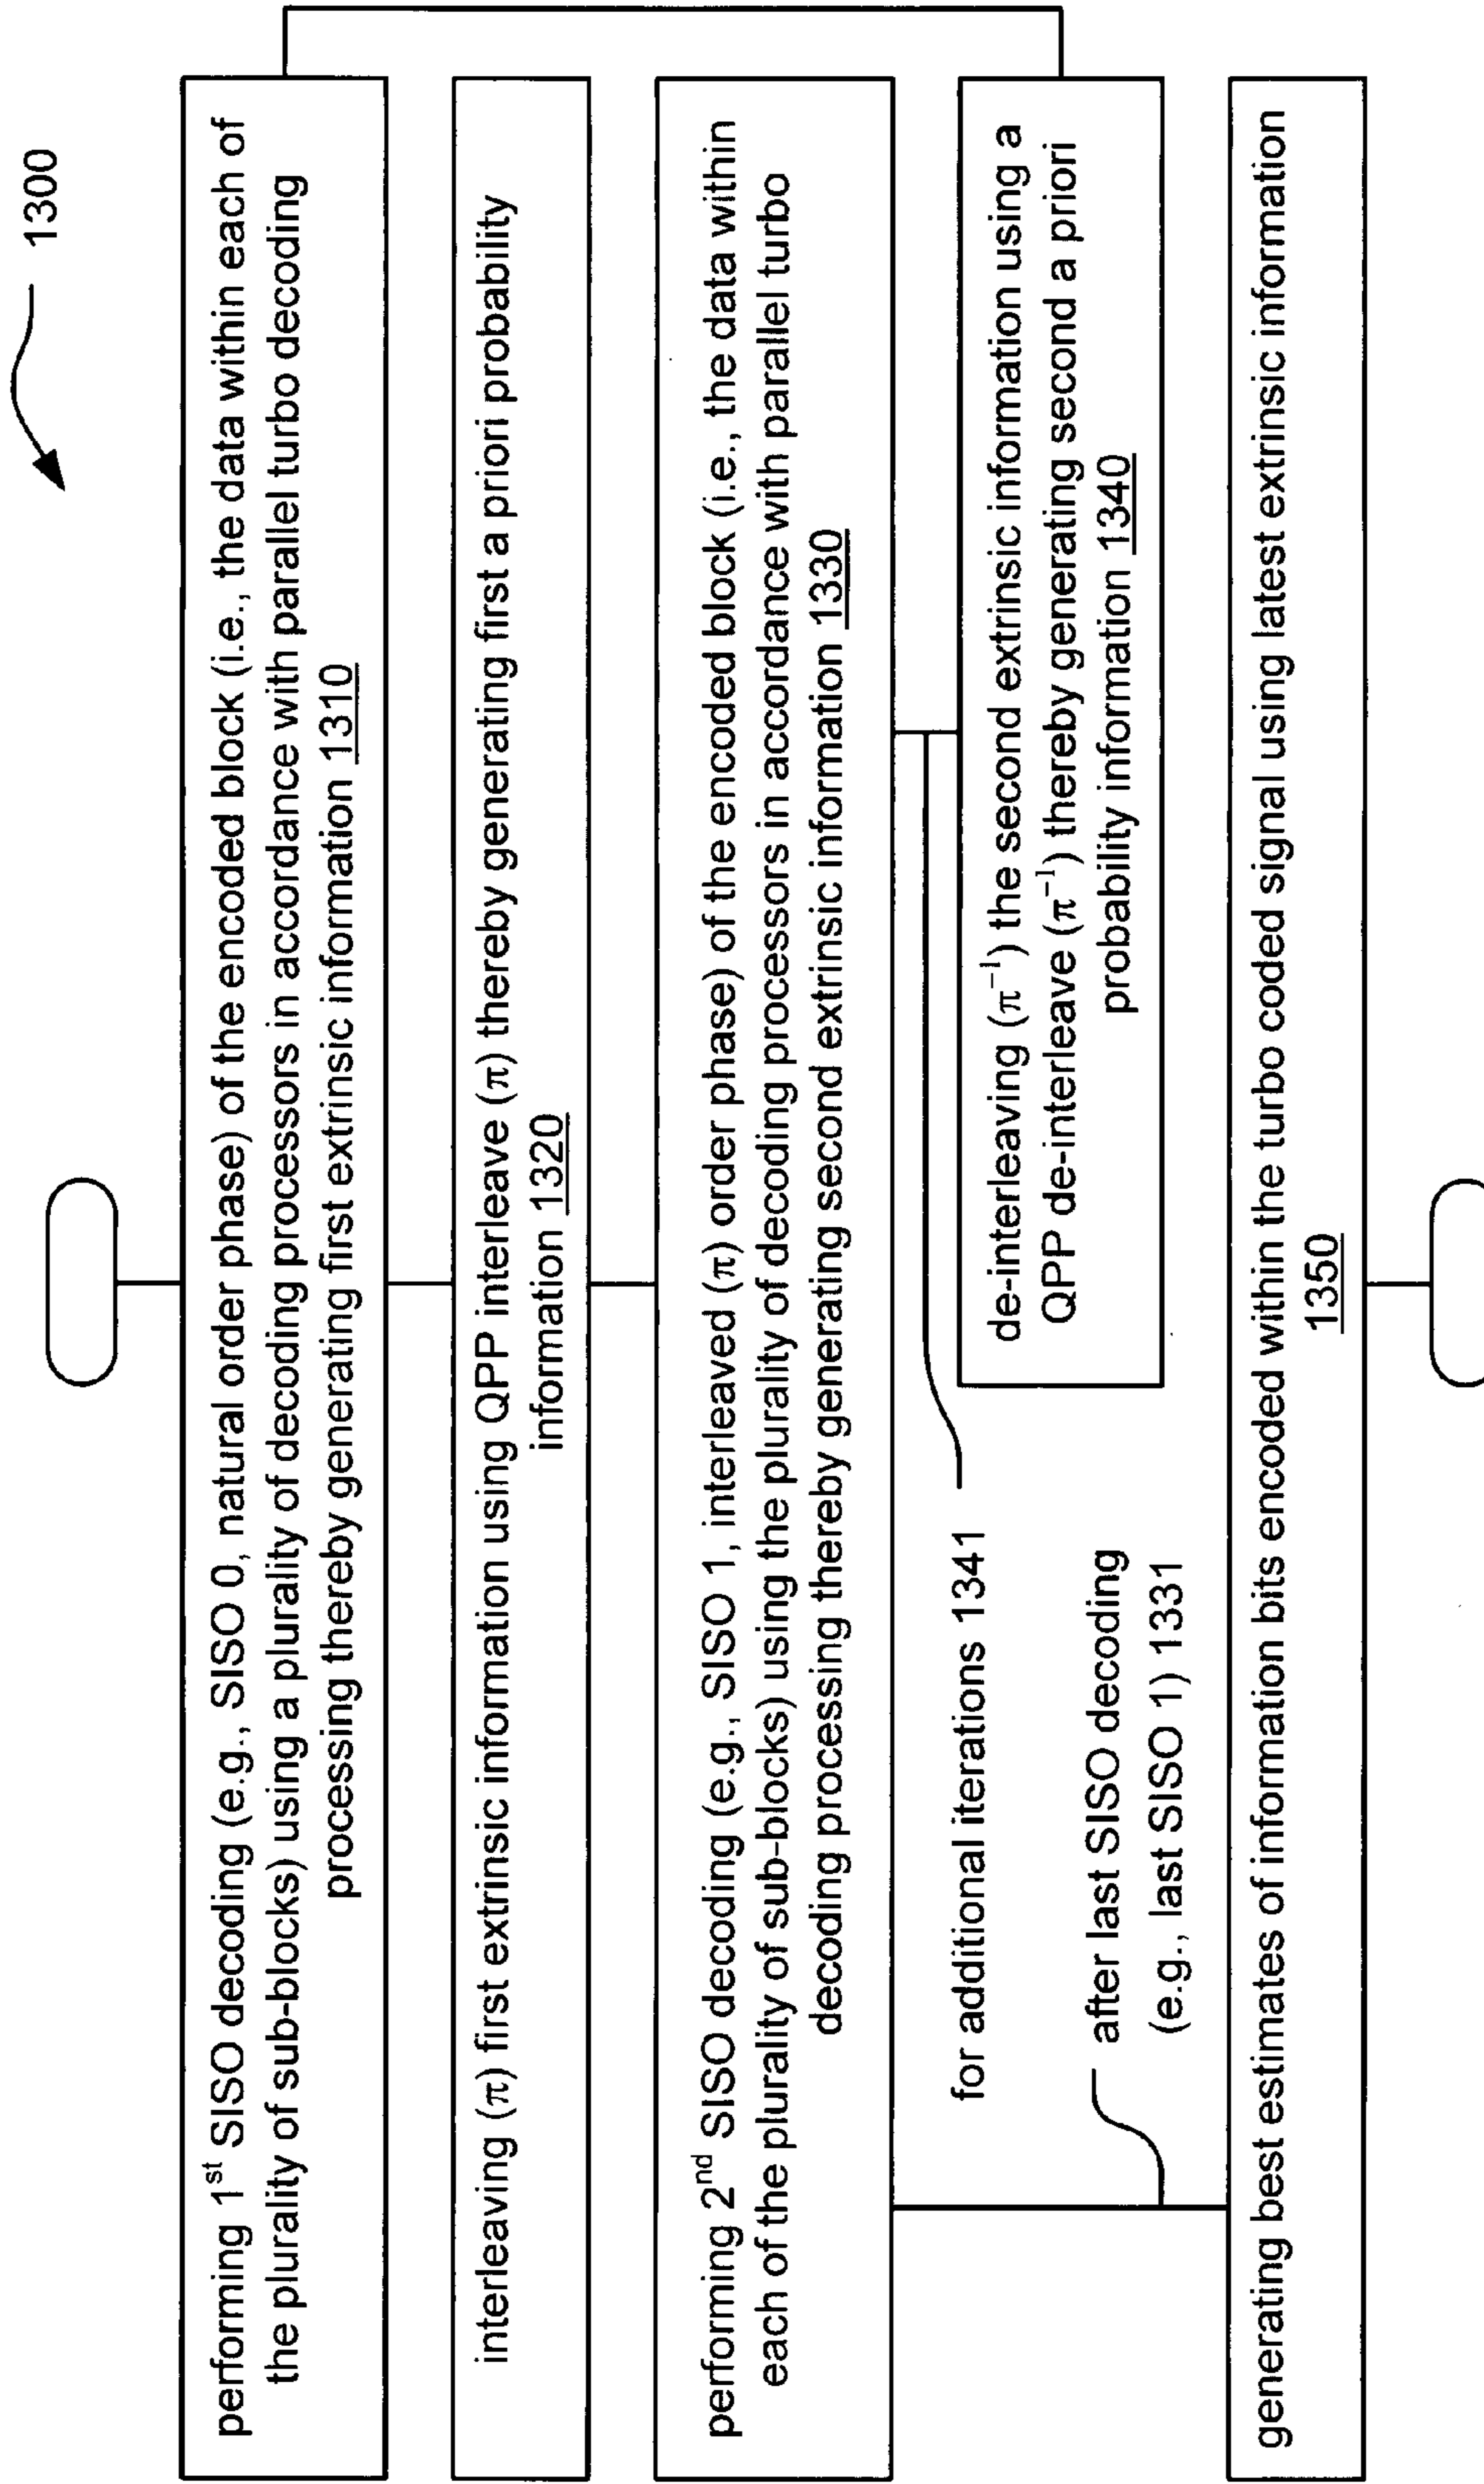 1300
performing 1st SISO decoding (e.g., SISO 0, natural order phase) of the encoded block (i.e., the data within each of
the plurality of sub-blocks) using a plurality of decoding processors in accordance with parallel turbo decoding
processing thereby generating first extrinsic information 1310
interleaving (π) first extrinsic information using QPP interleave (π) thereby generating first a priori probability
information 1320
performing 2nd SISO decoding (e.g., SISO 1, interleaved (π) order phase) of the encoded block (i.e., the data within
each of the plurality of sub-blocks) using the plurality of decoding processors in accordance with parallel turbo
decoding processing thereby generating second extrinsic information 1330
for additional iterations 1341
de-interleaving (π⁻¹) the second extrinsic information using a
QPP de-interleave (π⁻¹) thereby generating second a priori
probability information 1340
after last SISO decoding
(e.g., last SISO 1) 1331
generating best estimates of information bits encoded within the turbo coded signal using latest extrinsic information
1350